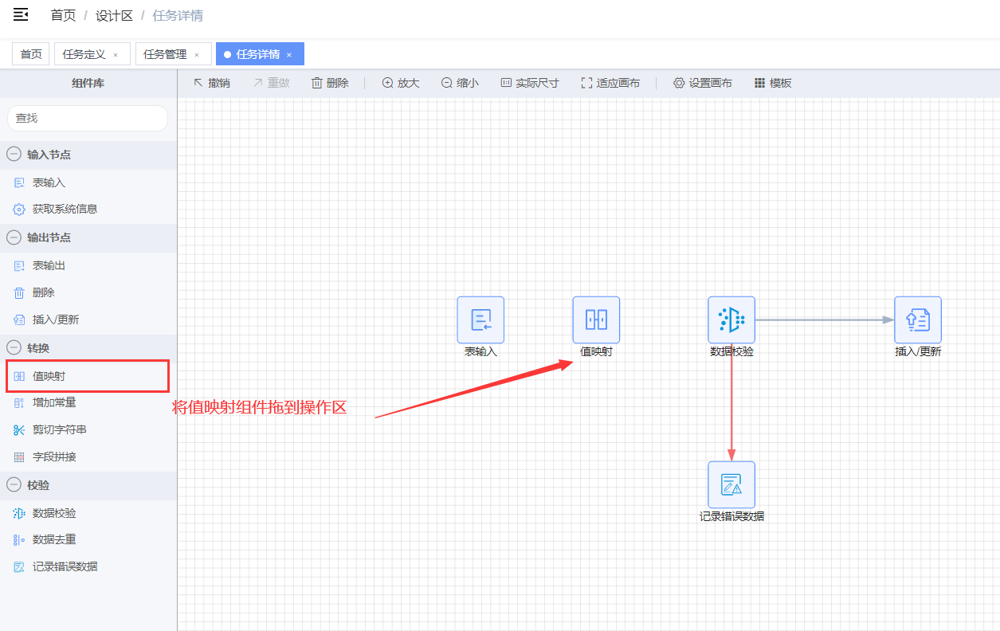 首页 / 设计区 / 任务详情
首页 任务定义 × 任务管理 × 任务详情 ×
组件库 撤销 重做 删除 放大 缩小 实际尺寸 适应画布 设置画布 模板
查找
输入节点
表输入
获取系统信息
输出节点
表输出
删除
插入/更新
转换
值映射
增加常量
剪切字符串
字段拼接
校验
数据校验
数据去重
记录错误数据
表输入 值映射 数据校验 插入/更新
将值映射组件拖到操作区
记录错误数据